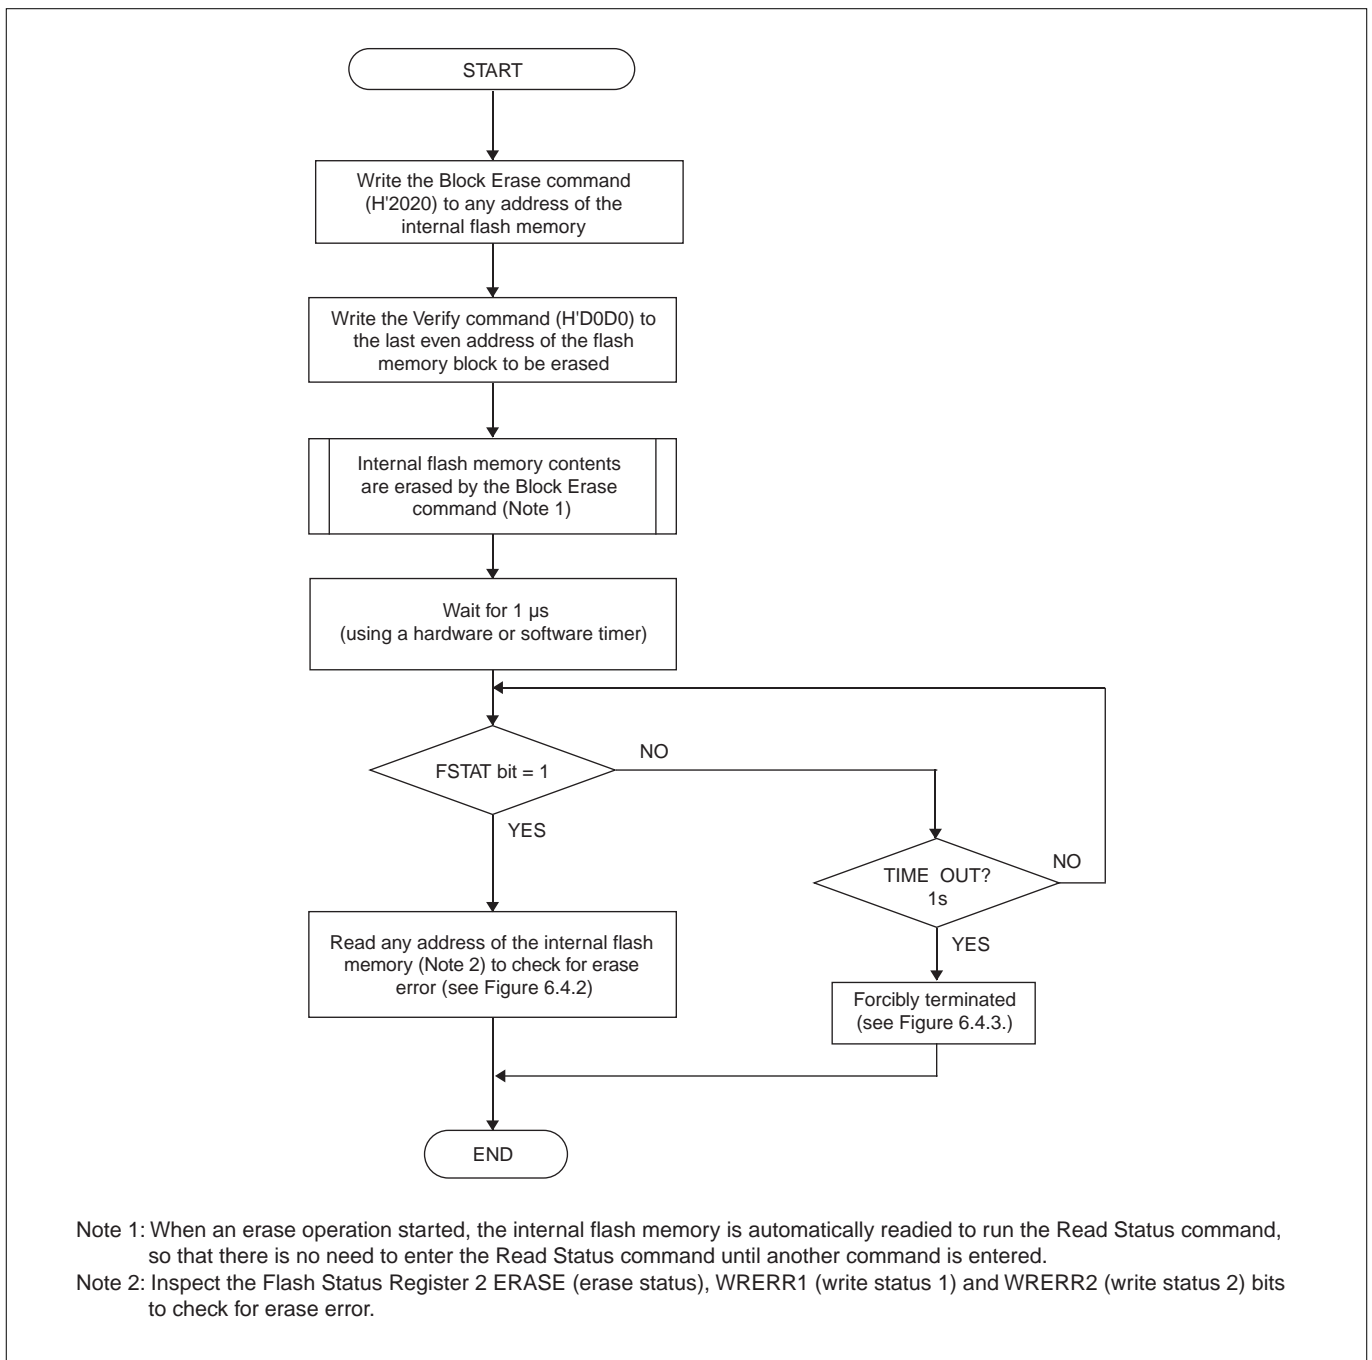 START
Write the Block Erase command
(H'2020) to any address of the
internal flash memory
Write the Verify command (H'D0D0) to
the last even address of the flash
memory block to be erased
Internal flash memory contents
are erased by the Block Erase
command (Note 1)
Wait for 1 µs
(using a hardware or software timer)
FSTAT bit = 1
NO
YES
TIME OUT?
1s
NO
YES
Read any address of the internal flash
memory (Note 2) to check for erase
error (see Figure 6.4.2)
Forcibly terminated
(see Figure 6.4.3.)
END
Note 1: When an erase operation started, the internal flash memory is automatically readied to run the Read Status command,
so that there is no need to enter the Read Status command until another command is entered.
Note 2: Inspect the Flash Status Register 2 ERASE (erase status), WRERR1 (write status 1) and WRERR2 (write status 2) bits
to check for erase error.